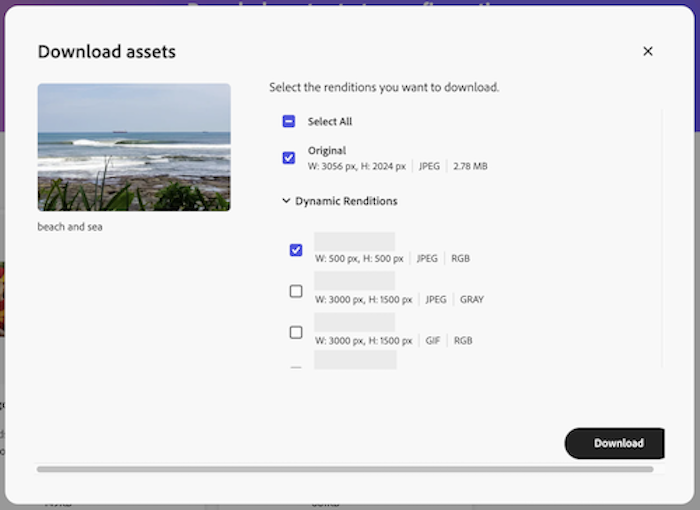 Download assets
Select the renditions you want to download.
Select All
Original
W: 3056 px, H: 2024 px | JPEG | 2.78 MB
Dynamic Renditions
beach and sea
W: 500 px, H: 500 px | JPEG | RGB
W: 3000 px, H: 1500 px | JPEG | GRAY
W: 3000 px, H: 1500 px | GIF | RGB
Download